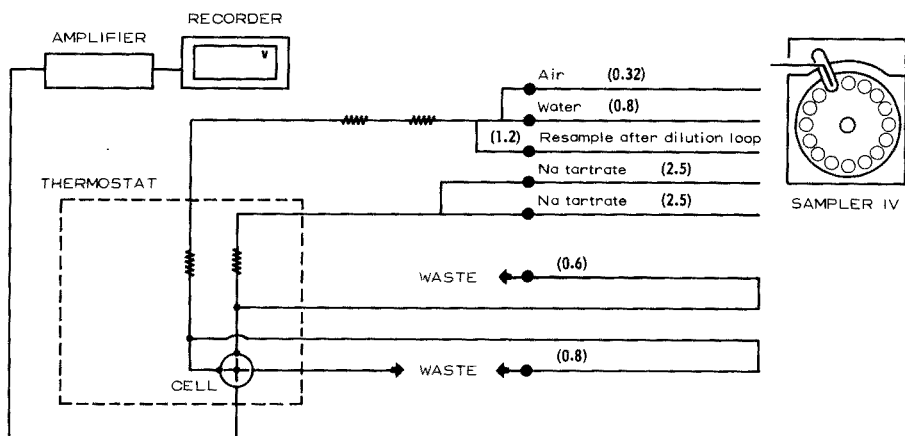 RECORDER
AMPLIFIER
V
Air (0.32)
Water (0.8)
(1.2) Resample after dilution loop
Na tartrate (2.5)
Na tartrate (2.5)
SAMPLER IV
THERMOSTAT
WASTE (0.6)
CELL
WASTE (0.8)